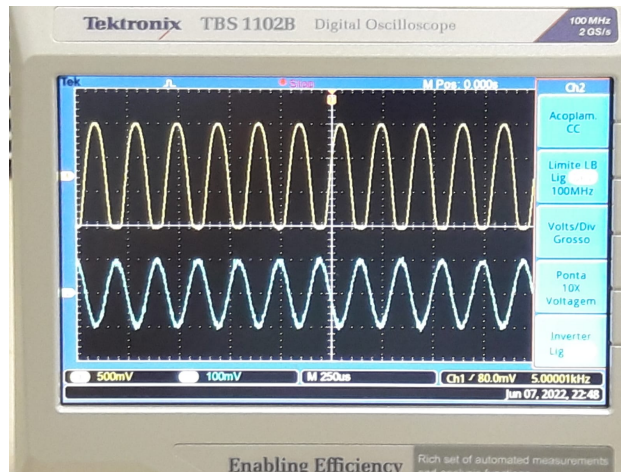 Tektronix TBS 1102B Digital Oscilloscope
100 MHz
2 GS/s
Tek Stop M Pos: 0.000s Ch2
Acoplam.
CC
Limite LB
Lig
100MHz
Volts/Div
Grosso
Ponta
10X
Voltagem
Inverter
Lig
500mV 100mV M 250us Ch1 80.0mV 5.00001kHz
Jun 07, 2022, 22:48
Enabling Efficiency
Rich set of automated measurements